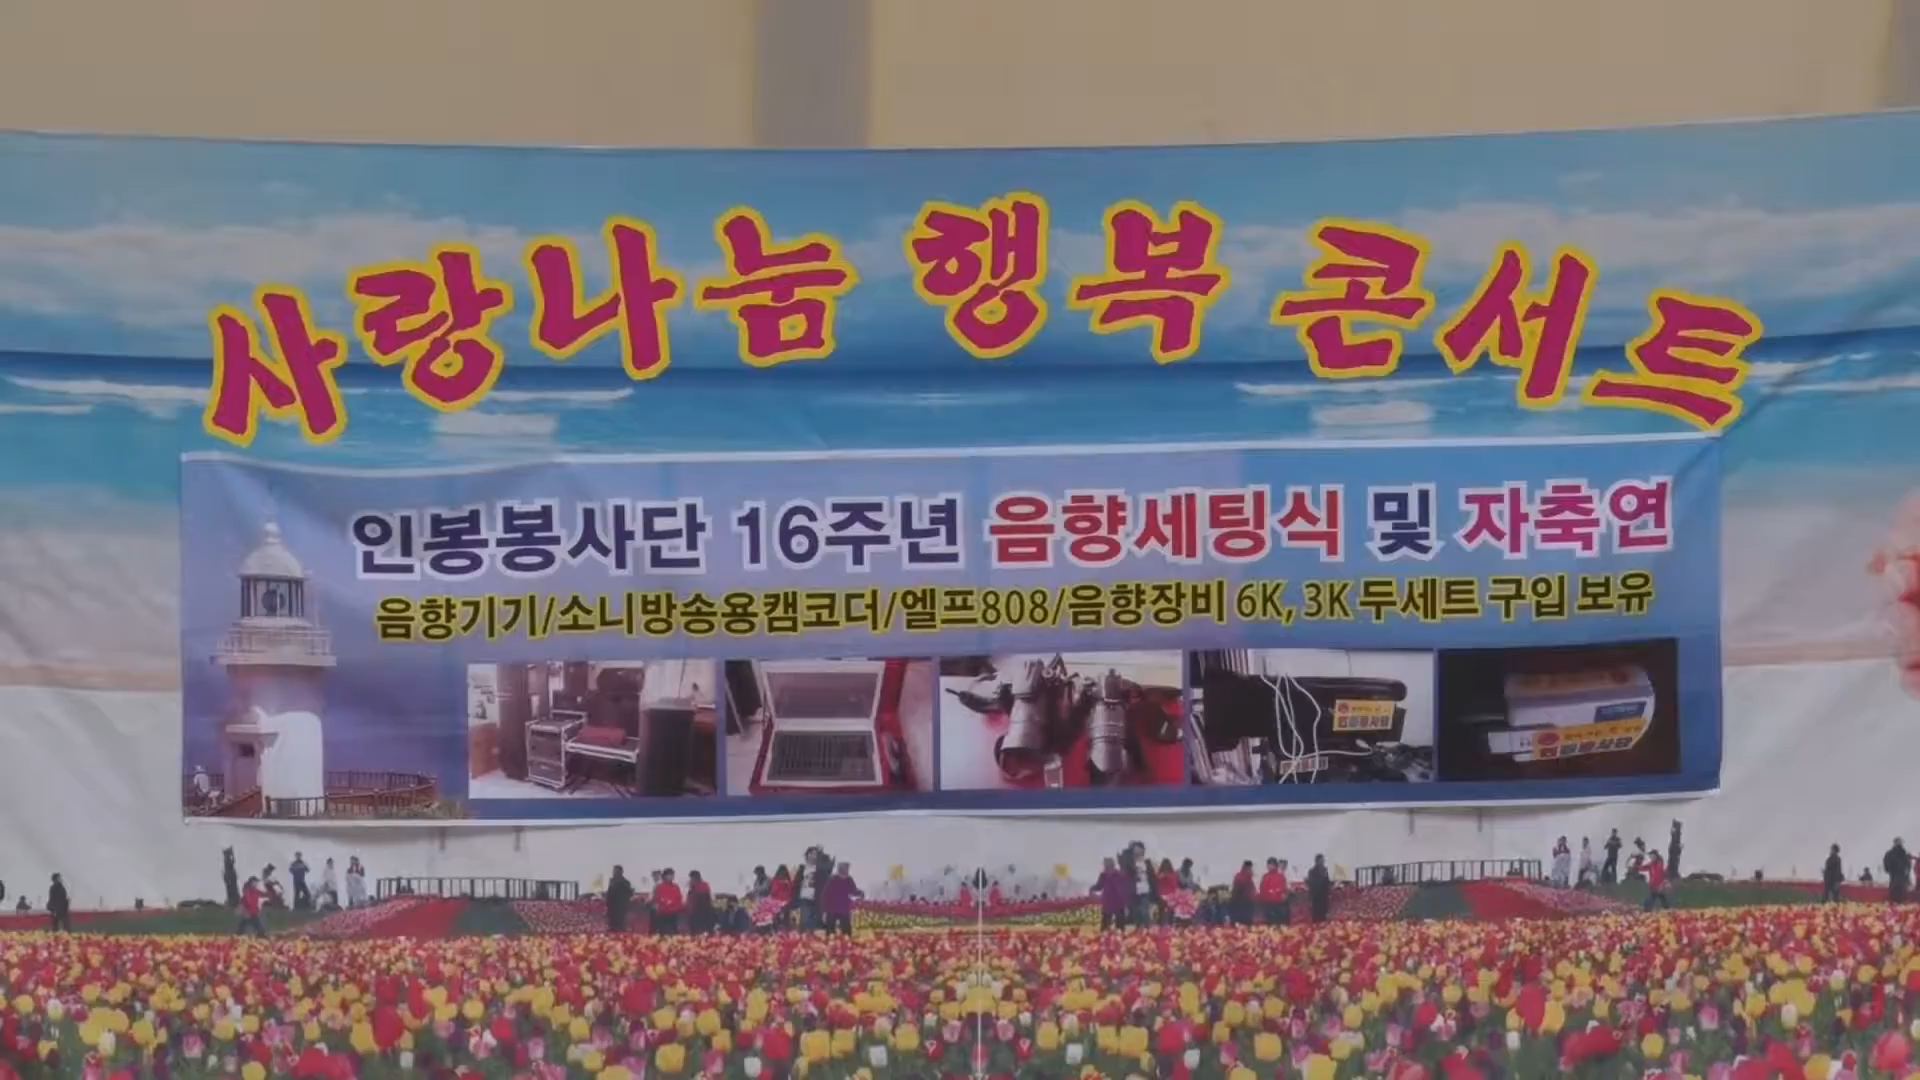 사랑나눔 행복 콘서트
인봉봉사단 16주년 음향세팅식 및 자축연
음향기기/소니방송용캠코더/엘프808/음향장비 6K, 3K 두세트 구입 보유